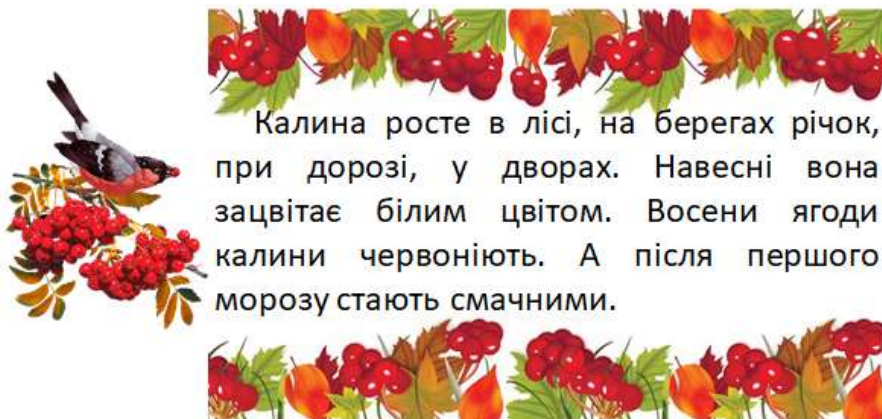 Калина росте в лісі, на берегах річок,
при дорозі, у дворах. Навесні вона
зацвітає білим цвітом. Восени ягоди
калини червоніють. А після першого
морозу стають смачними.